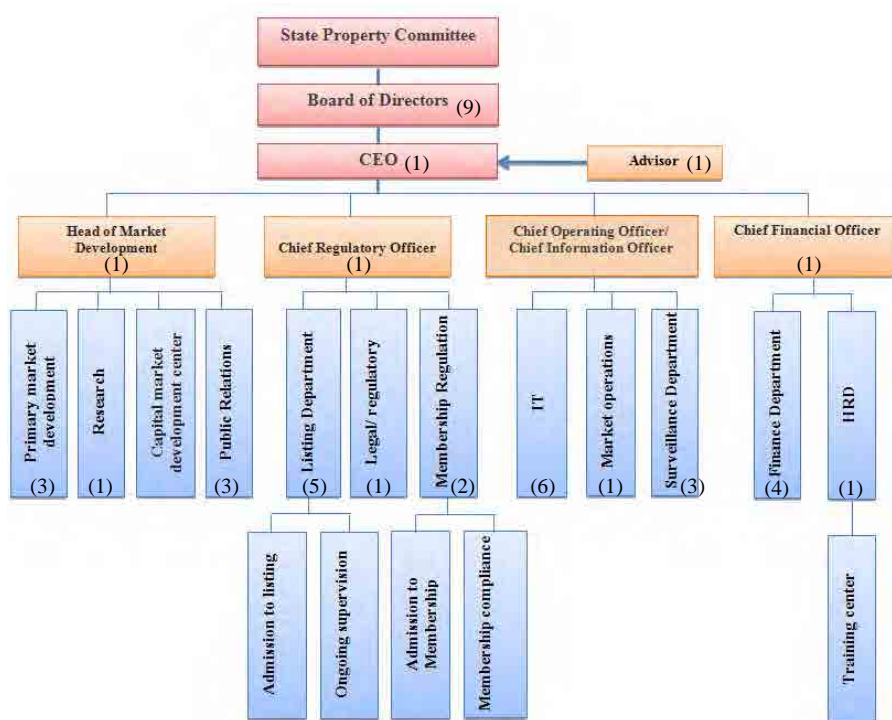 State Property Committee
Board of Directors (9)
CEO (1)
Advisor (1)
Head of Market
Development
(1)
Chief Regulatory Officer
(1)
Chief Operating Officer/
Chief Information Officer
Chief Financial Officer
(1)
Primary market
development
(3)
Research
(1)
Capital market
development center
Public Relations
(3)
Listing Department
(5)
Legal/ regulatory
(1)
Membership Regulation
(2)
IT
(6)
Market operations
(1)
Surveillance Department
(3)
Finance Department
(4)
HRD
(1)
Admission to listing
Ongoing supervision
Admission to
Membership
Membership compliance
Training center